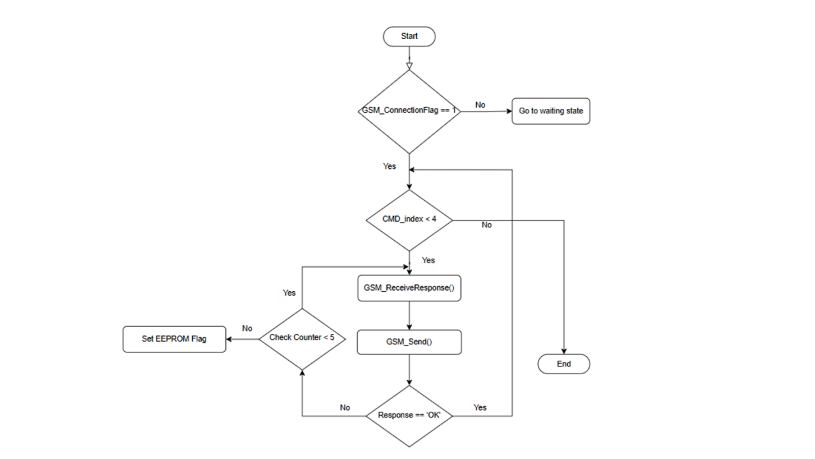 Start
GSM_ConnectionFlag == 1
No
Go to waiting state
Yes
CMD_index < 4
No
Yes
GSM_ReceiveResponse()
Yes
Set EEPROM Flag
No
Check Counter < 5
GSM_Send()
End
No
Response == 'OK'
Yes